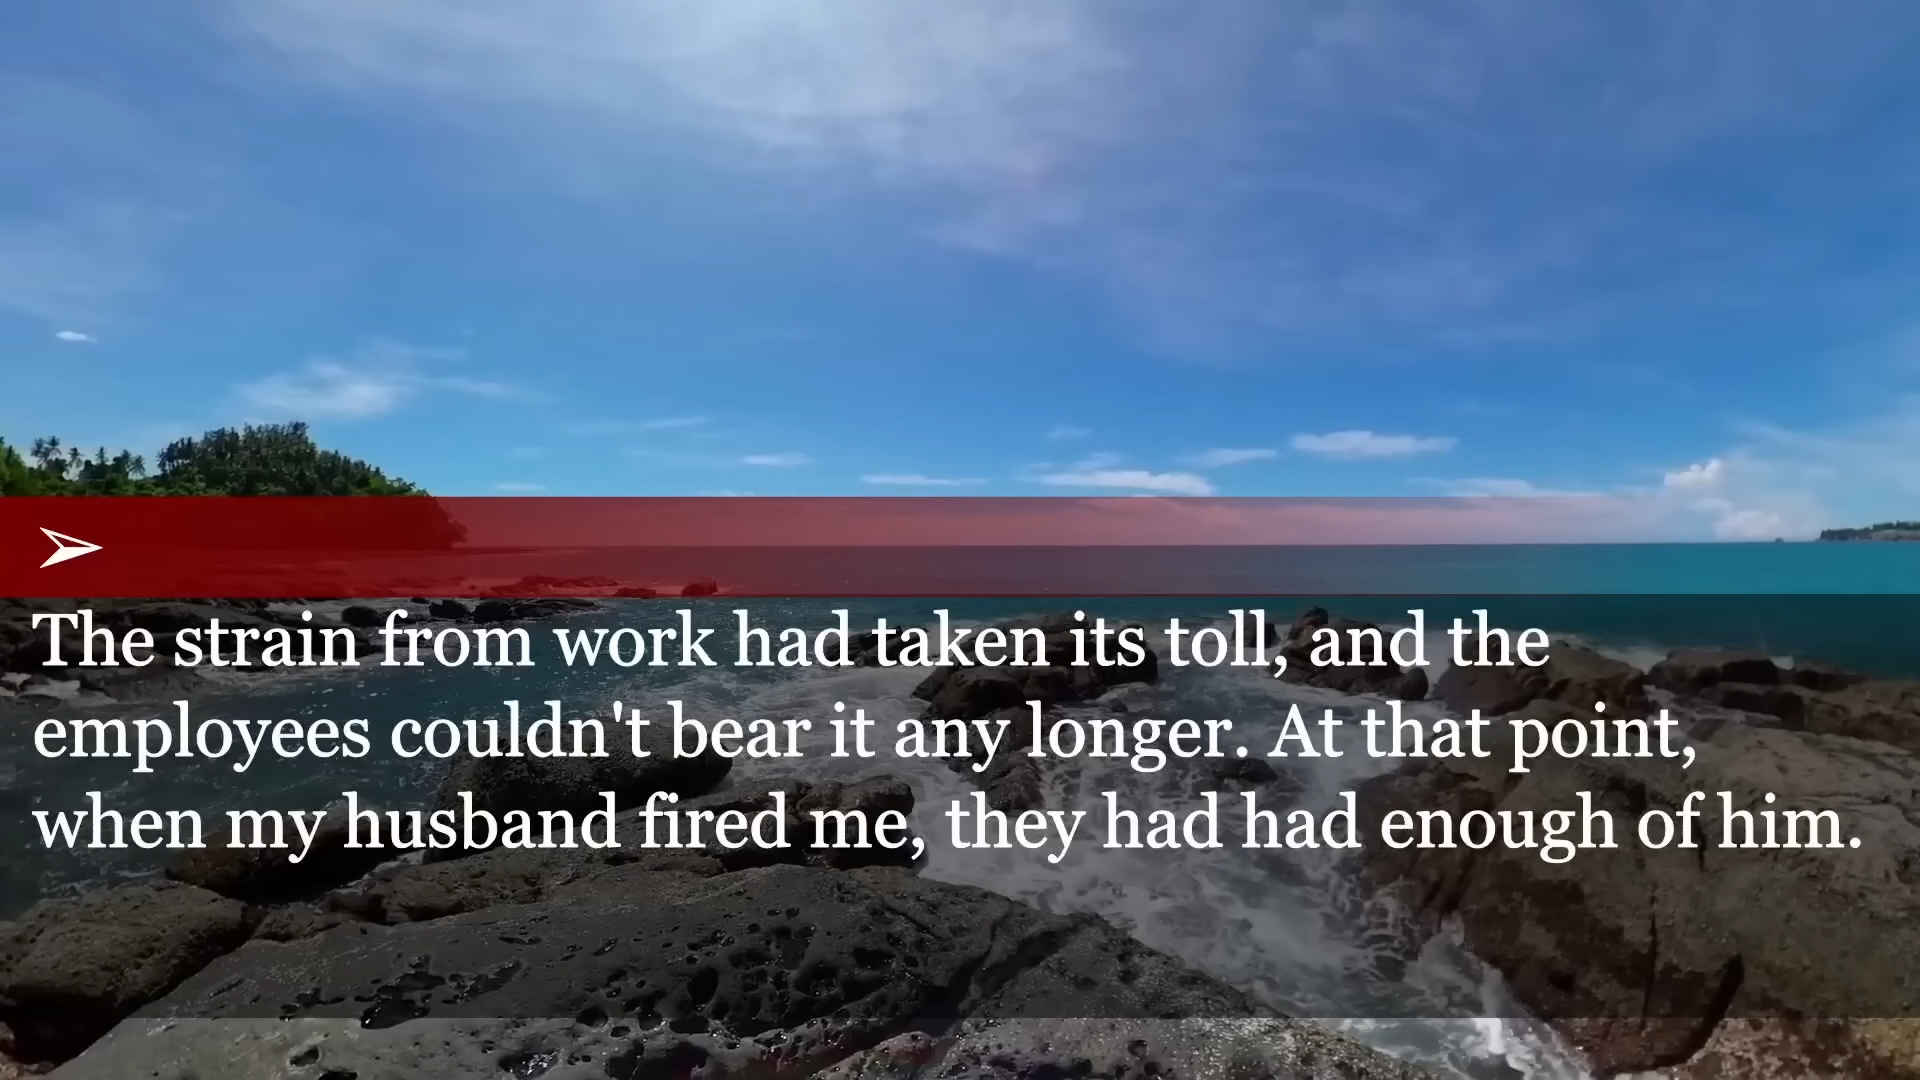 The strain from work had taken its toll, and the
employees couldn't bear it any longer. At that point,
when my husband fired me, they had had enough of him.